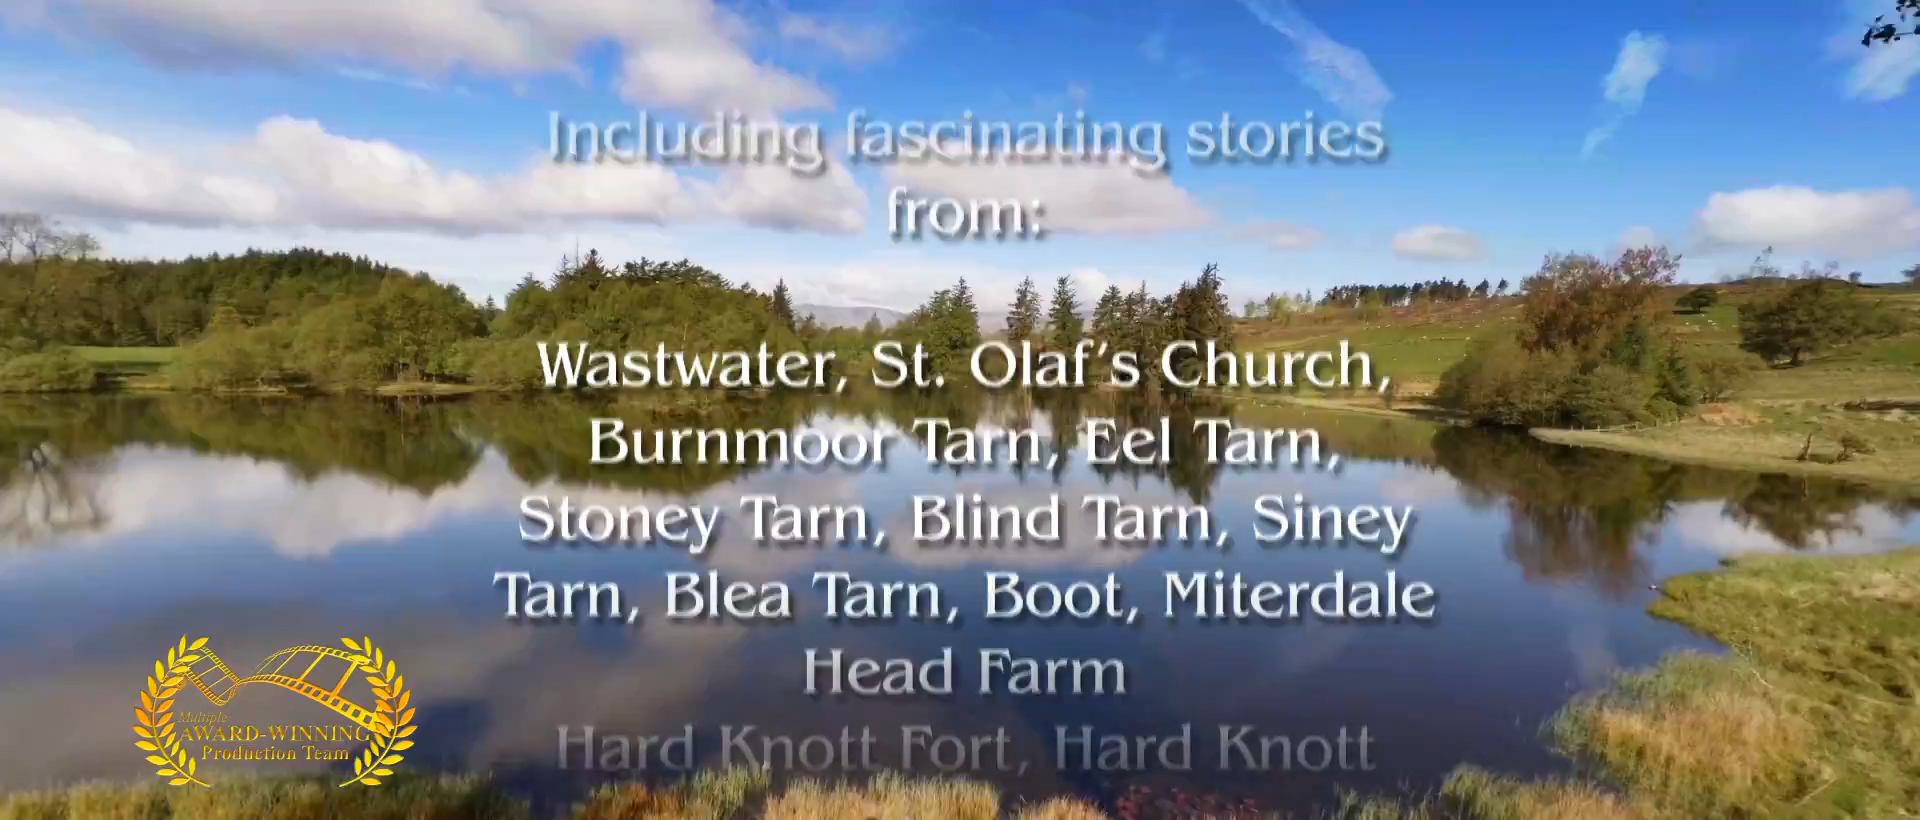 Including fascinating stories
from:
Wastwater, St. Olaf's Church,
Burnmoor Tarn, Eel Tarn,
Stoney Tarn, Blind Tarn, Siney
Tarn, Blea Tarn, Boot, Miterdale
Head Farm
Hard Knott Fort, Hard Knott
Multiple
AWARD-WINNING
Production Team